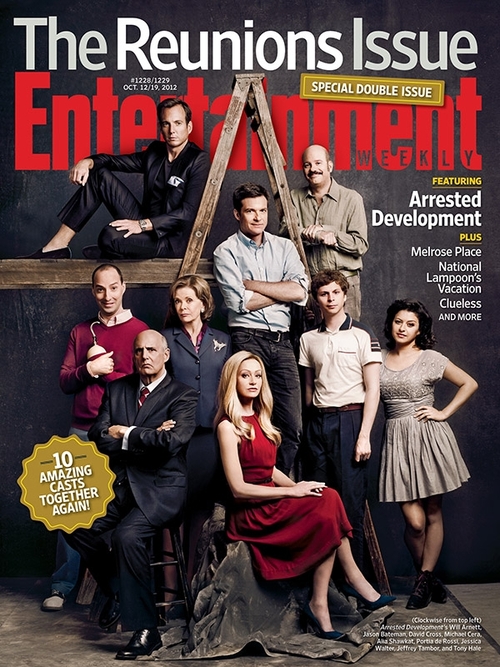 The Reunions Issue
#1228/1229
OCT. 12/19, 2012
SPECIAL DOUBLE ISSUE
Entertainment
WEEKLY
FEATURING
Arrested
Development
PLUS
Melrose Place
National
Lampoon's
Vacation
Clueless
AND MORE
10
AMAZING
CASTS
TOGETHER
AGAIN!
(Clockwise from top left)
Arrested Development's Will Arnett,
Jason Bateman, David Cross, Michael Cera,
Alia Shawkat, Portia de Rossi, Jessica
Walter, Jeffrey Tambor, and Tony Hale